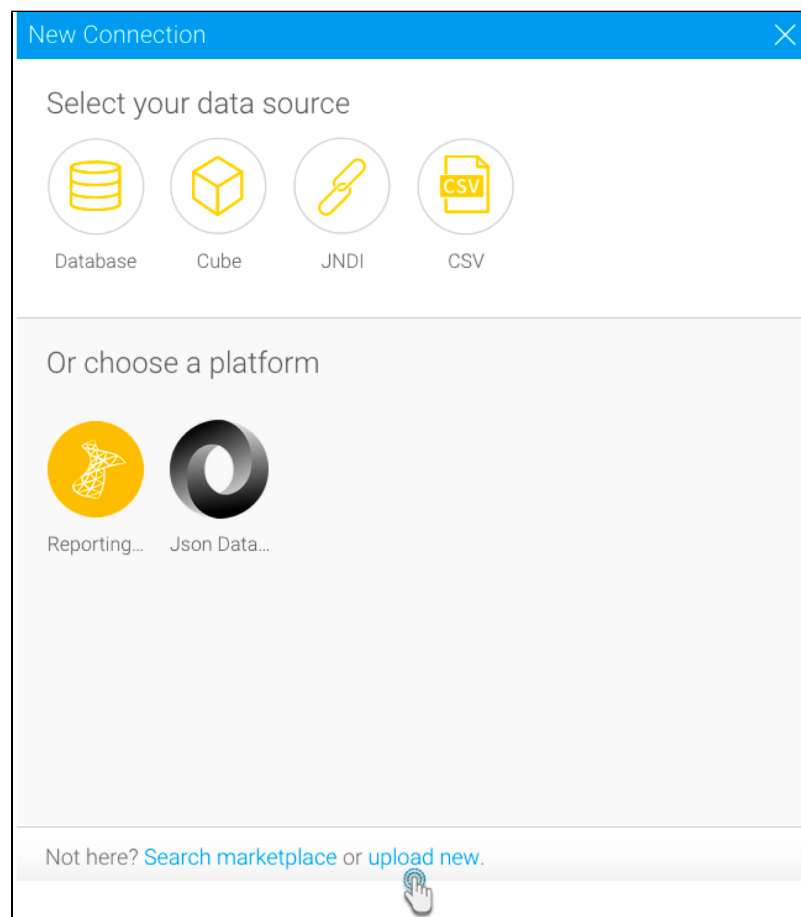 New Connection
Select your data source
CSV
Database Cube JNDI CSV
Or choose a platform
Reporting... Json Data...
Not here? Search marketplace or upload new.